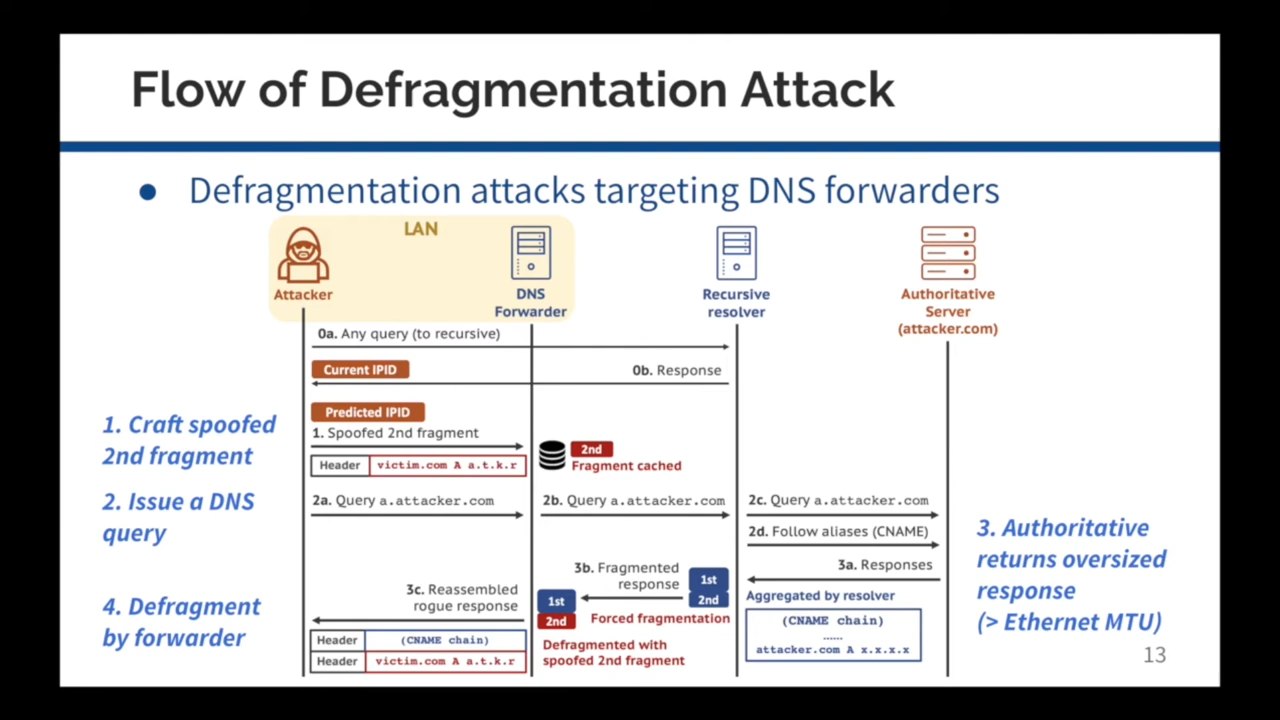 Flow of Defragmentation Attack
● Defragmentation attacks targeting DNS forwarders
LAN
Attacker
DNS
Forwarder
Recursive
resolver
Authoritative
Server
(attacker.com)
0a. Any query (to recursive)
Current IPID
0b. Response
Predicted IPID
1. Spoofed 2nd fragment
Header
victim.com A a.t.k.r
2nd
Fragment cached
1. Craft spoofed
2nd fragment
2. Issue a DNS
query
2a. Query a.attacker.com
2b. Query a.attacker.com
2c. Query a.attacker.com
2d. Follow aliases (CNAME)
3a. Responses
3. Authoritative
returns oversized
response
(> Ethernet MTU)
3b. Fragmented
response
1st
2nd
Forced fragmentation
Aggregated by resolver
(CNAME chain)
......
attacker.com A x.x.x.x
3c. Reassembled
rogue response
1st
2nd
Defragmented with
spoofed 2nd fragment
4. Defragment
by forwarder
Header (CNAME chain)
Header victim.com A a.t.k.r
13